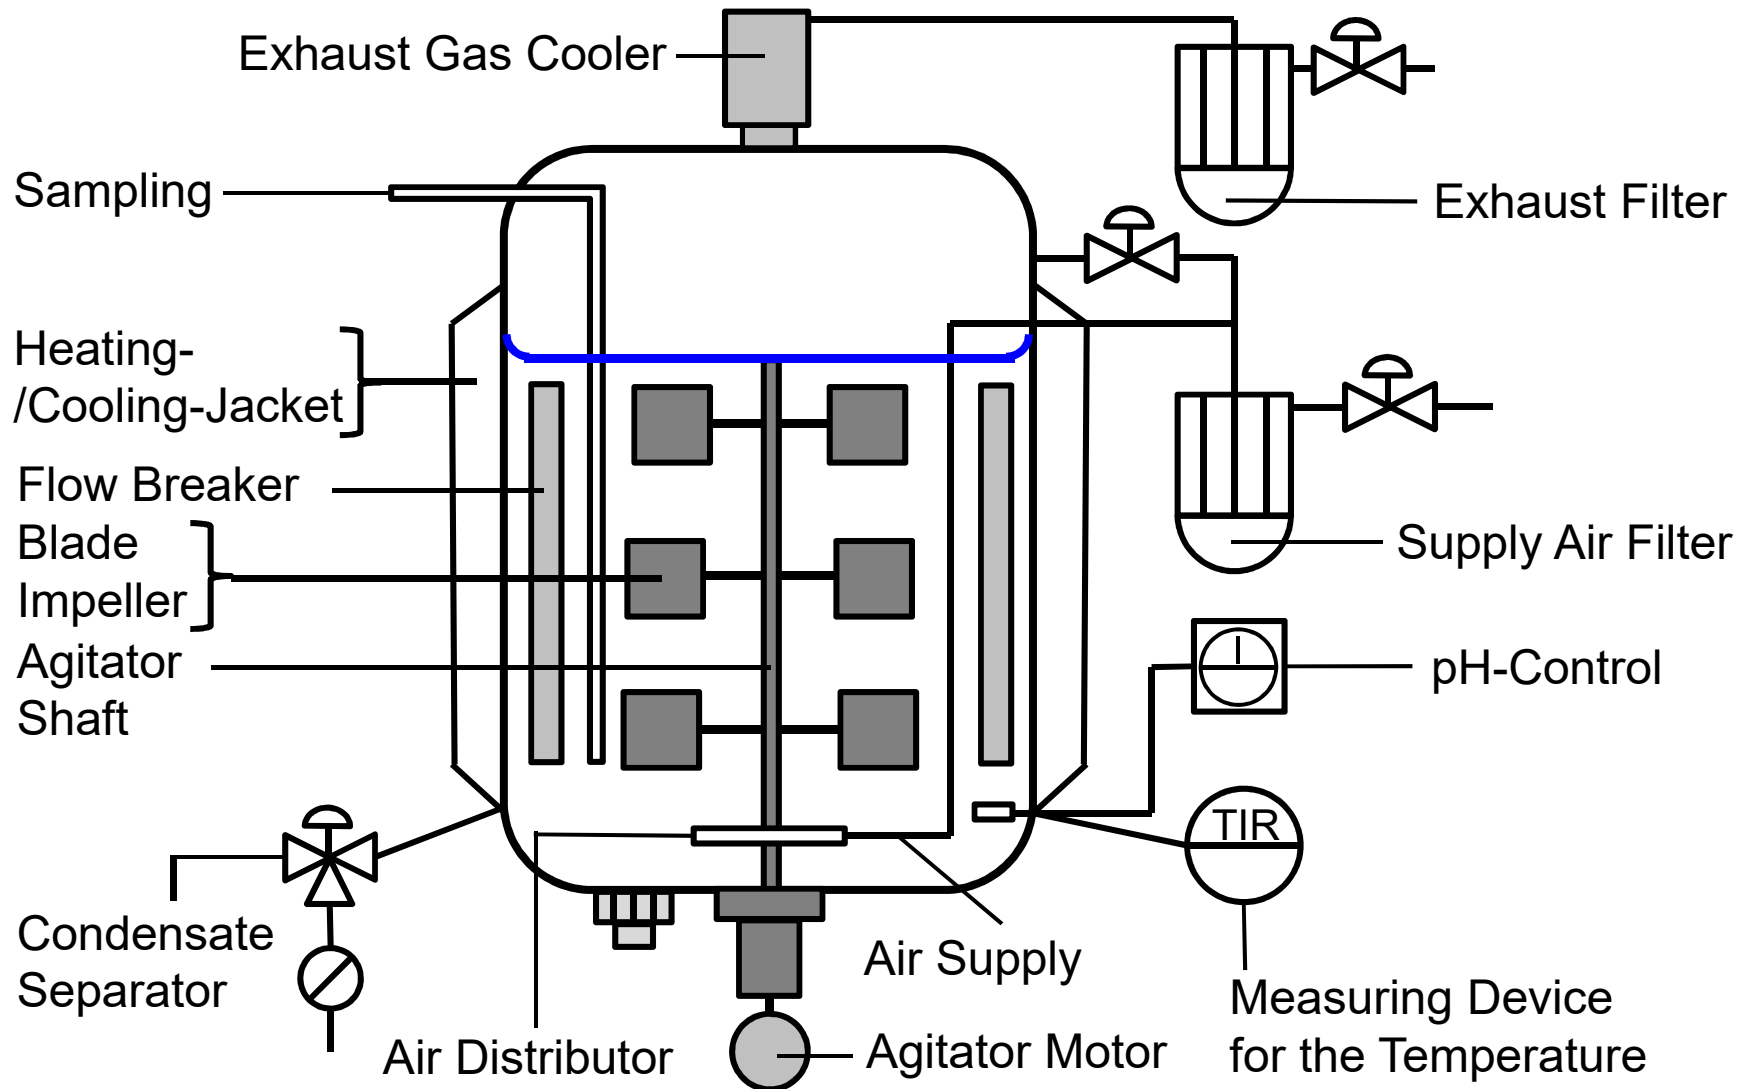 Exhaust Gas Cooler
Sampling
Exhaust Filter
Heating-
/Cooling-Jacket
Flow Breaker
Blade
Impeller
Supply Air Filter
Agitator
Shaft
pH-Control
TIR
Condensate
Separator
Air Supply
Air Distributor
Agitator Motor
Measuring Device
for the Temperature